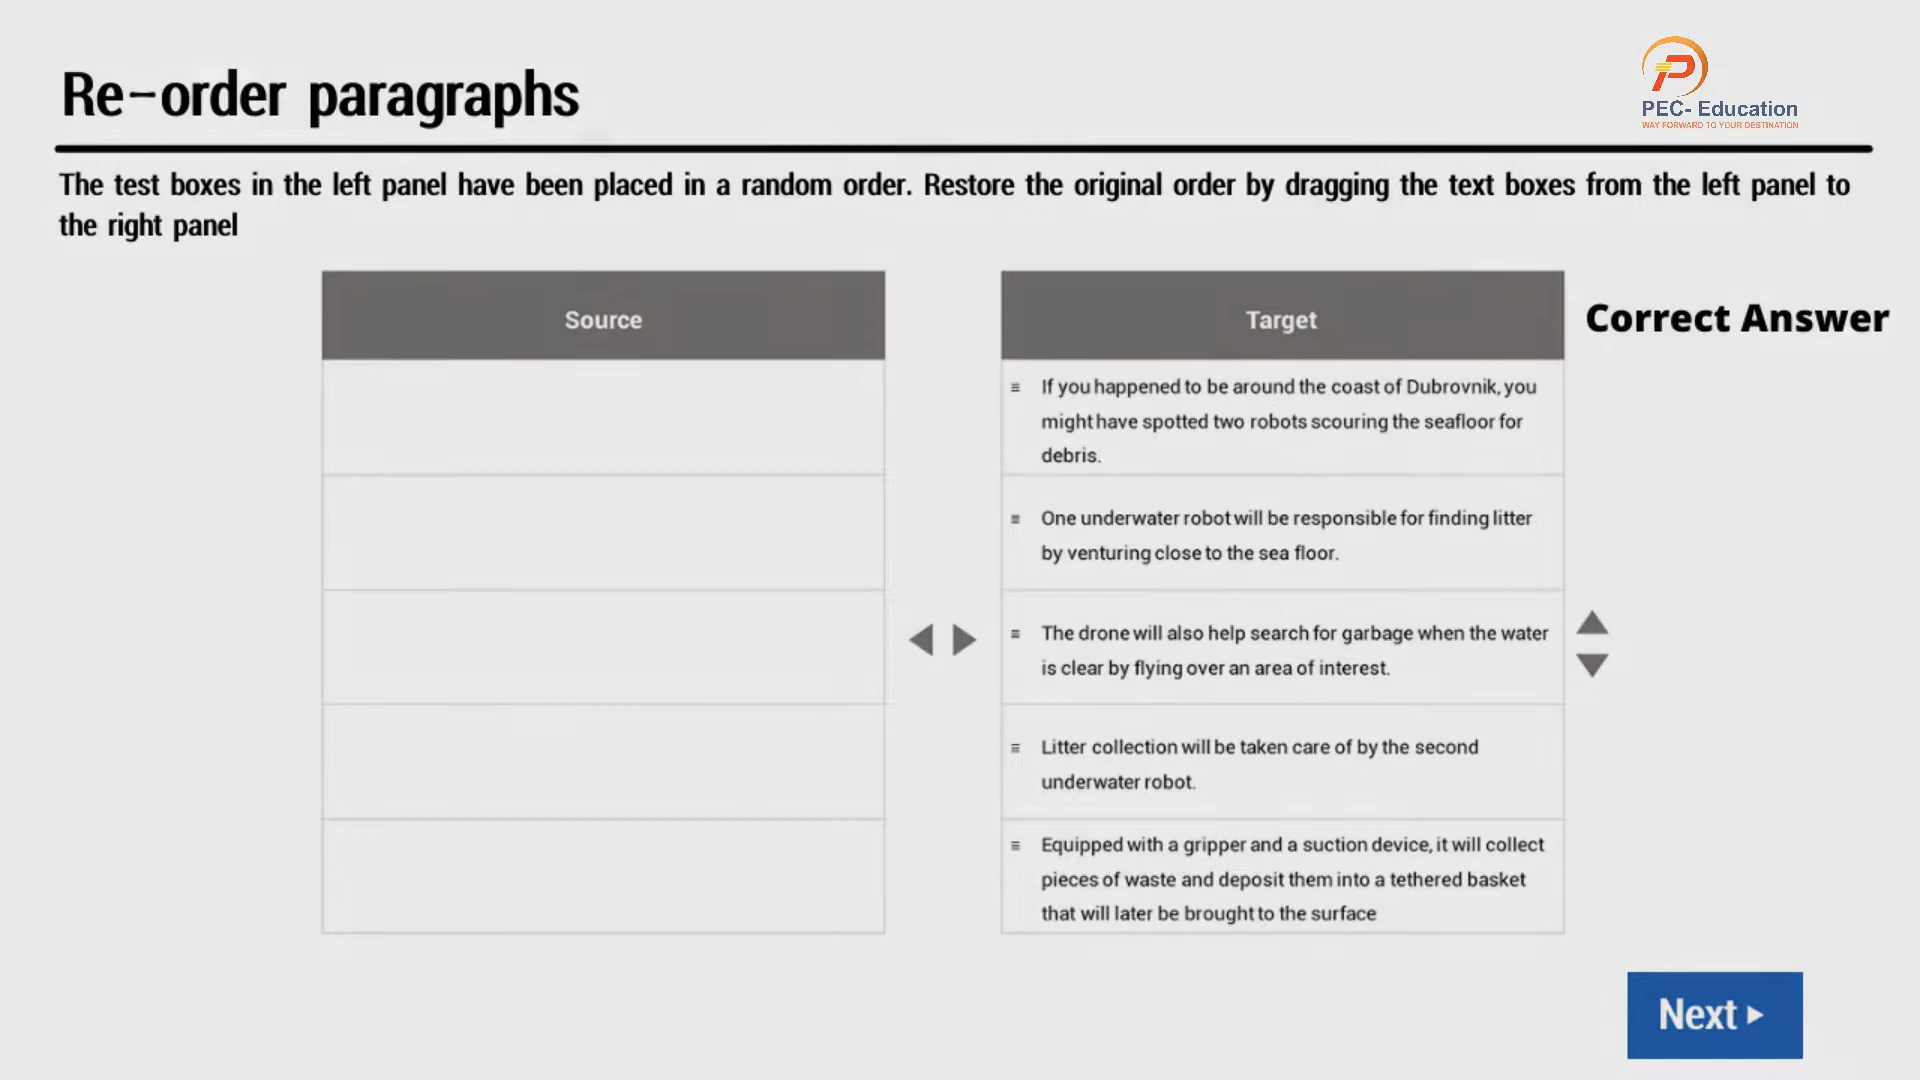 Re-order paragraphs
PEC- Education
WAY FORWARD TO YOUR DESTINATION
The test boxes in the left panel have been placed in a random order. Restore the original order by dragging the text boxes from the left panel to
the right panel
Source
Target
Correct Answer
If you happened to be around the coast of Dubrovnik, you
might have spotted two robots scouring the seafloor for
debris.
One underwater robot will be responsible for finding litter
by venturing close to the sea floor.
The drone will also help search for garbage when the water
is clear by flying over an area of interest.
Litter collection will be taken care of by the second
underwater robot.
Equipped with a gripper and a suction device, it will collect
pieces of waste and deposit them into a tethered basket
that will later be brought to the surface
Next